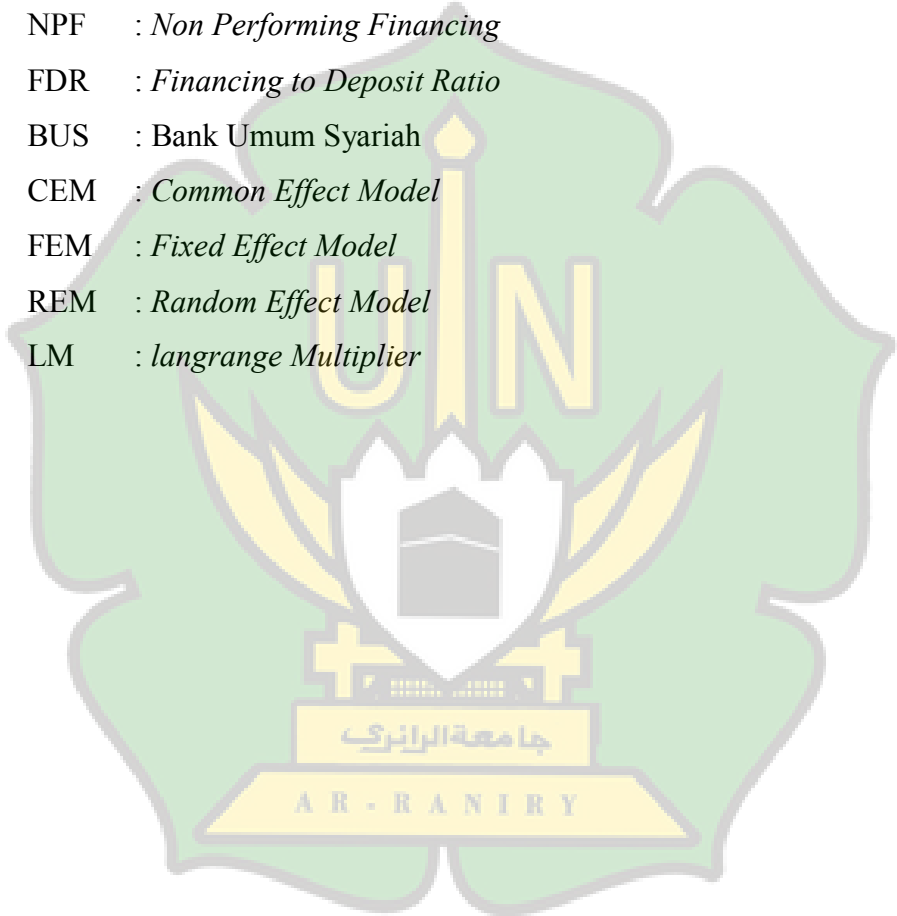 NPF : Non Performing Financing
FDR : Financing to Deposit Ratio
BUS : Bank Umum Syariah
CEM : Common Effect Model
FEM : Fixed Effect Model
REM : Random Effect Model
LM : langrange Multiplier
UIN
جامعةالرانري
AR-RANIRY